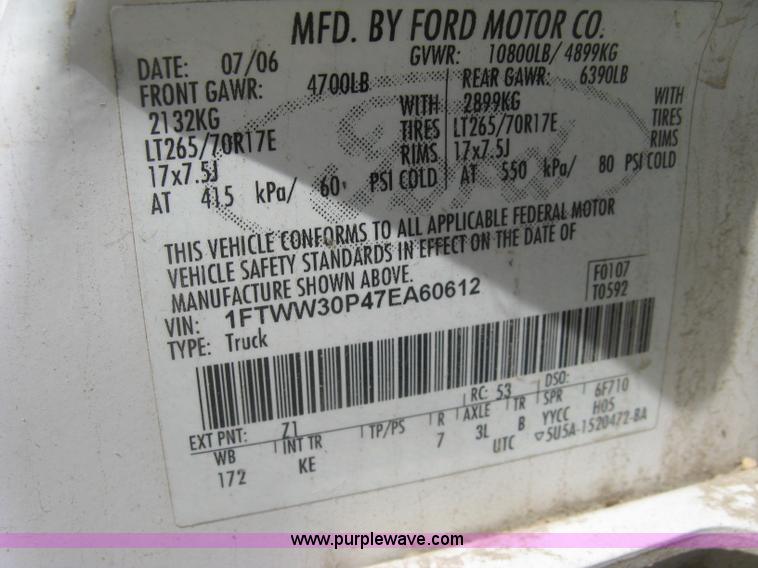 MFD. BY FORD MOTOR CO.
DATE: 07/06 GVWR: 10800LB/ 4899KG
FRONT GAWR: 4700LB REAR GAWR: 6390LB
2132KG WITH 2899KG WITH
LT265/70R17E TIRES LT265/70R17E TIRES
17x7.5J RIMS 17x7.5J RIMS
AT 415 kPa/ 60 PSI COLD AT 550 kPa/ 80 PSI COLD
THIS VEHICLE CONFORMS TO ALL APPLICABLE FEDERAL MOTOR
VEHICLE SAFETY STANDARDS IN EFFECT ON THE DATE OF
MANUFACTURE SHOWN ABOVE.
F0107
VIN: 1FTWW30P47EA60612 T0592
TYPE: Truck
EXT PNT: Z1 RC: 53 DSO:
WB INT TR TP/PS R AXLE TR SPR 6F710
172 KE 7 3L B YYCC H05
UTC ▽5U5A-1520472-BA
www.purplewave.com